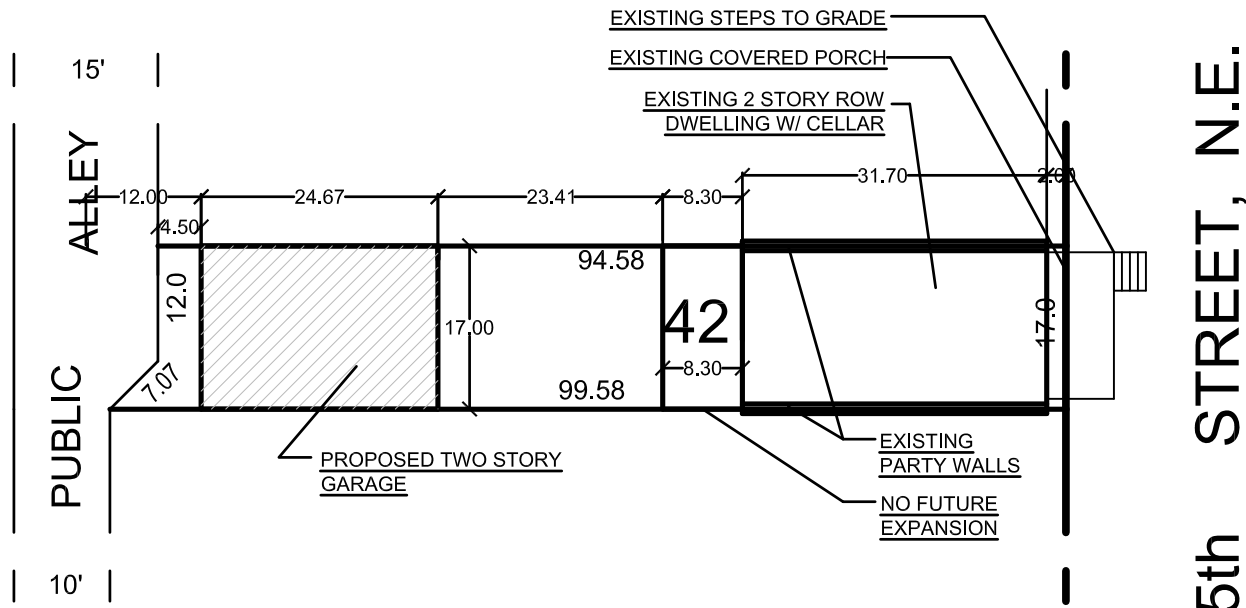 EXISTING STEPS TO GRADE
15'
EXISTING COVERED PORCH
EXISTING 2 STORY ROW
DWELLING W/ CELLAR
PUBLIC ALLEY
12.00
24.67
23.41
8.30
31.70
2.00
4.50
94.58
12.0
17.00
42
8.30
17.0
7.07
99.58
PROPOSED TWO STORY
GARAGE
EXISTING
PARTY WALLS
NO FUTURE
EXPANSION
10'
5th STREET, N.E.